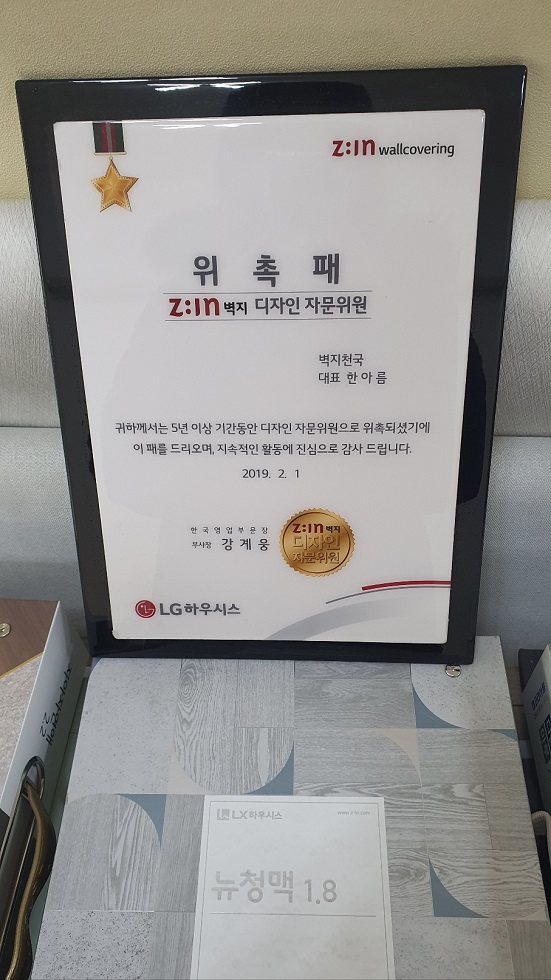 Z:IN wallcovering
위 촉 패
Z:IN 벽지 디자인 자문위원
벽지천국
대표 한 아 름
귀하께서는 5년 이상 기간동안 디자인 자문위원으로 위촉되셨기에
이 패를 드리오며, 지속적인 활동에 진심으로 감사 드립니다.
2019. 2. 1
한 국 영 업 부 문 장
부사장 강 계 웅
Z:IN 벽지
디자인
자문위원
LG하우시스
2.2
LX하우시스 www.z-in.com
뉴청맥 1.8